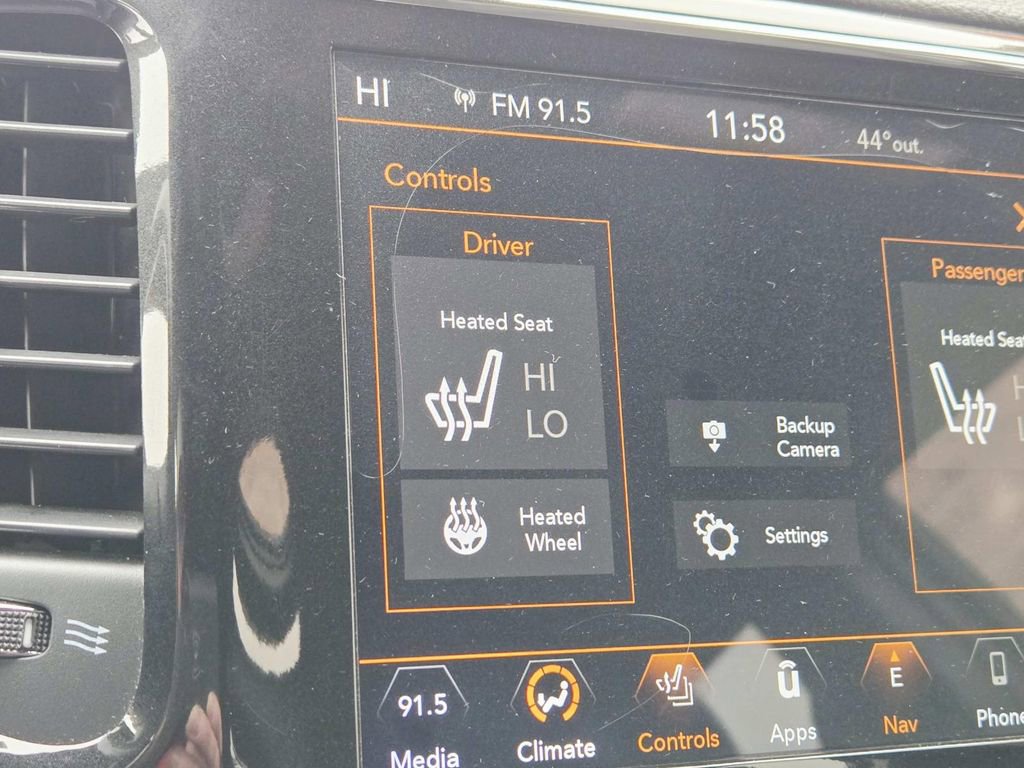 HI FM 91.5 11:58 44° out.
Controls
Driver
Heated Seat
HI
LO
Heated
Wheel
Backup
Camera
Settings
Passenger
Heated Seat
91.5
Media
Climate
Controls
ū
Apps
E
Nav
Phone